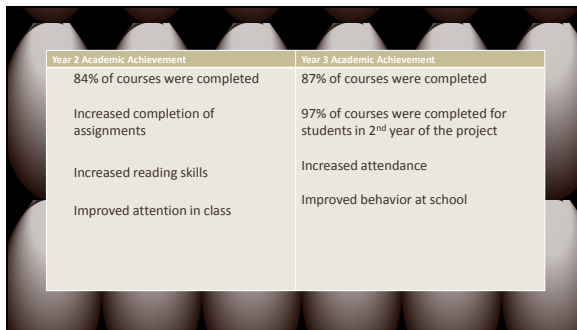 Year 2 Academic Achievement
Year 3 Academic Achievement
84% of courses were completed
87% of courses were completed
Increased completion of
assignments
97% of courses were completed for
students in 2nd year of the project
Increased reading skills
Increased attendance
Improved attention in class
Improved behavior at school